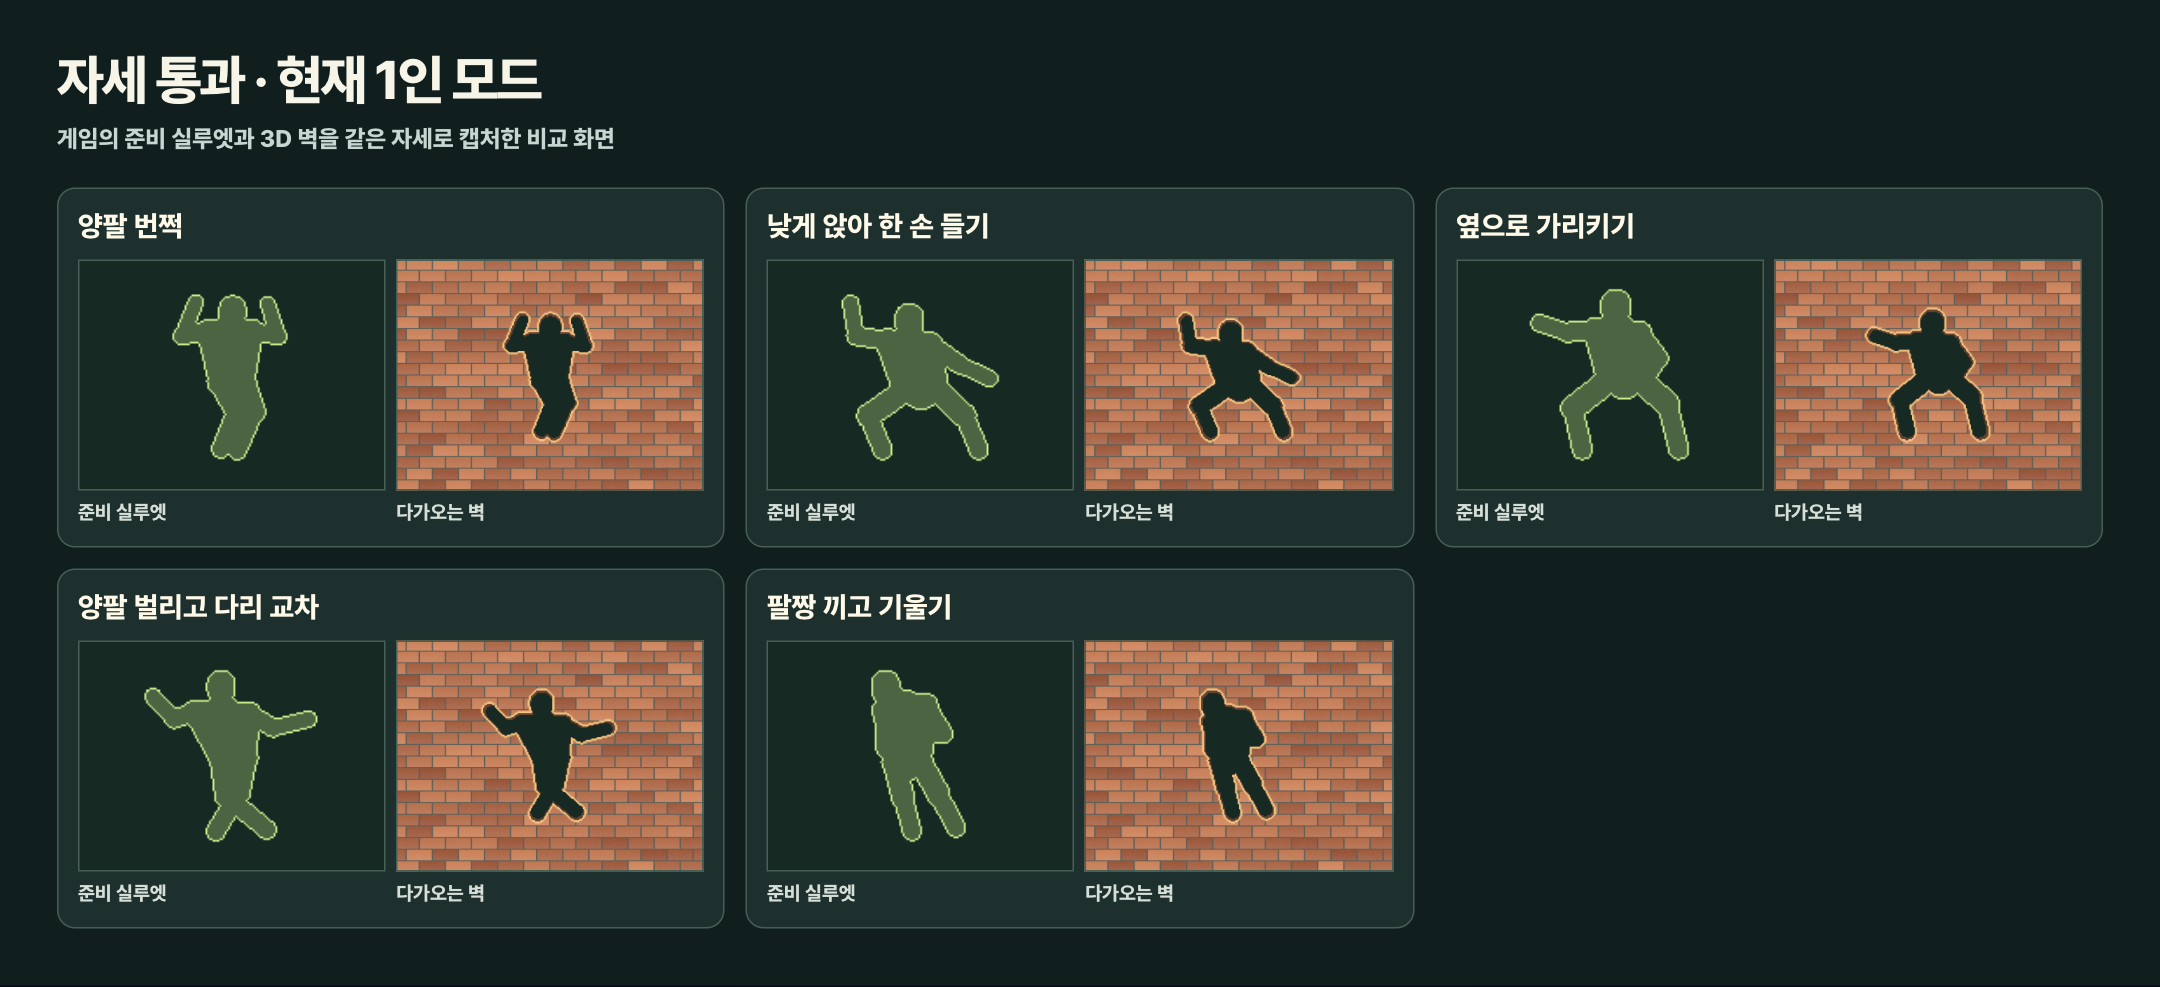 자세 통과 · 현재 1인 모드
게임의 준비 실루엣과 3D 벽을 같은 자세로 캡처한 비교 화면
양팔 번쩍
준비 실루엣
다가오는 벽
낮게 앉아 한 손 들기
준비 실루엣
다가오는 벽
옆으로 가리키기
준비 실루엣
다가오는 벽
양팔 벌리고 다리 교차
준비 실루엣
다가오는 벽
팔짱 끼고 기울기
준비 실루엣
다가오는 벽